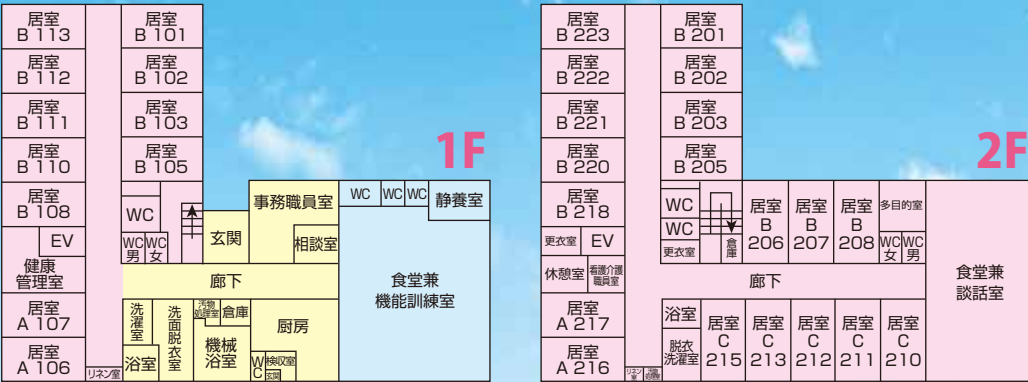 1F
居室
B 113
居室
B 101
居室
B 112
居室
B 102
居室
B 111
居室
B 103
居室
B 110
居室
B 105
居室
B 108
WC
事務職員室
WC
WC
WC
静養室
EV
WC
男
WC
女
玄関
相談室
健康
管理室
廊下
食堂兼
機能訓練室
居室
A 107
洗濯室
洗面脱衣室
汚物
処理室
倉庫
厨房
居室
A 106
リネン室
浴室
機械
浴室
WC
検収室
玄関
2F
居室
B 223
居室
B 201
居室
B 222
居室
B 202
居室
B 221
居室
B 203
居室
B 220
居室
B 205
居室
B 218
WC
WC
居室
B
206
居室
B
207
居室
B
208
多目的室
更衣室
EV
更衣室
倉庫
WC
女
WC
男
休憩室
看護介護
職員室
廊下
食堂兼
談話室
居室
A 217
浴室
居室
C
215
居室
C
213
居室
C
212
居室
C
211
居室
C
210
居室
A 216
脱衣
洗濯室
リネン
室
汚物
処理室